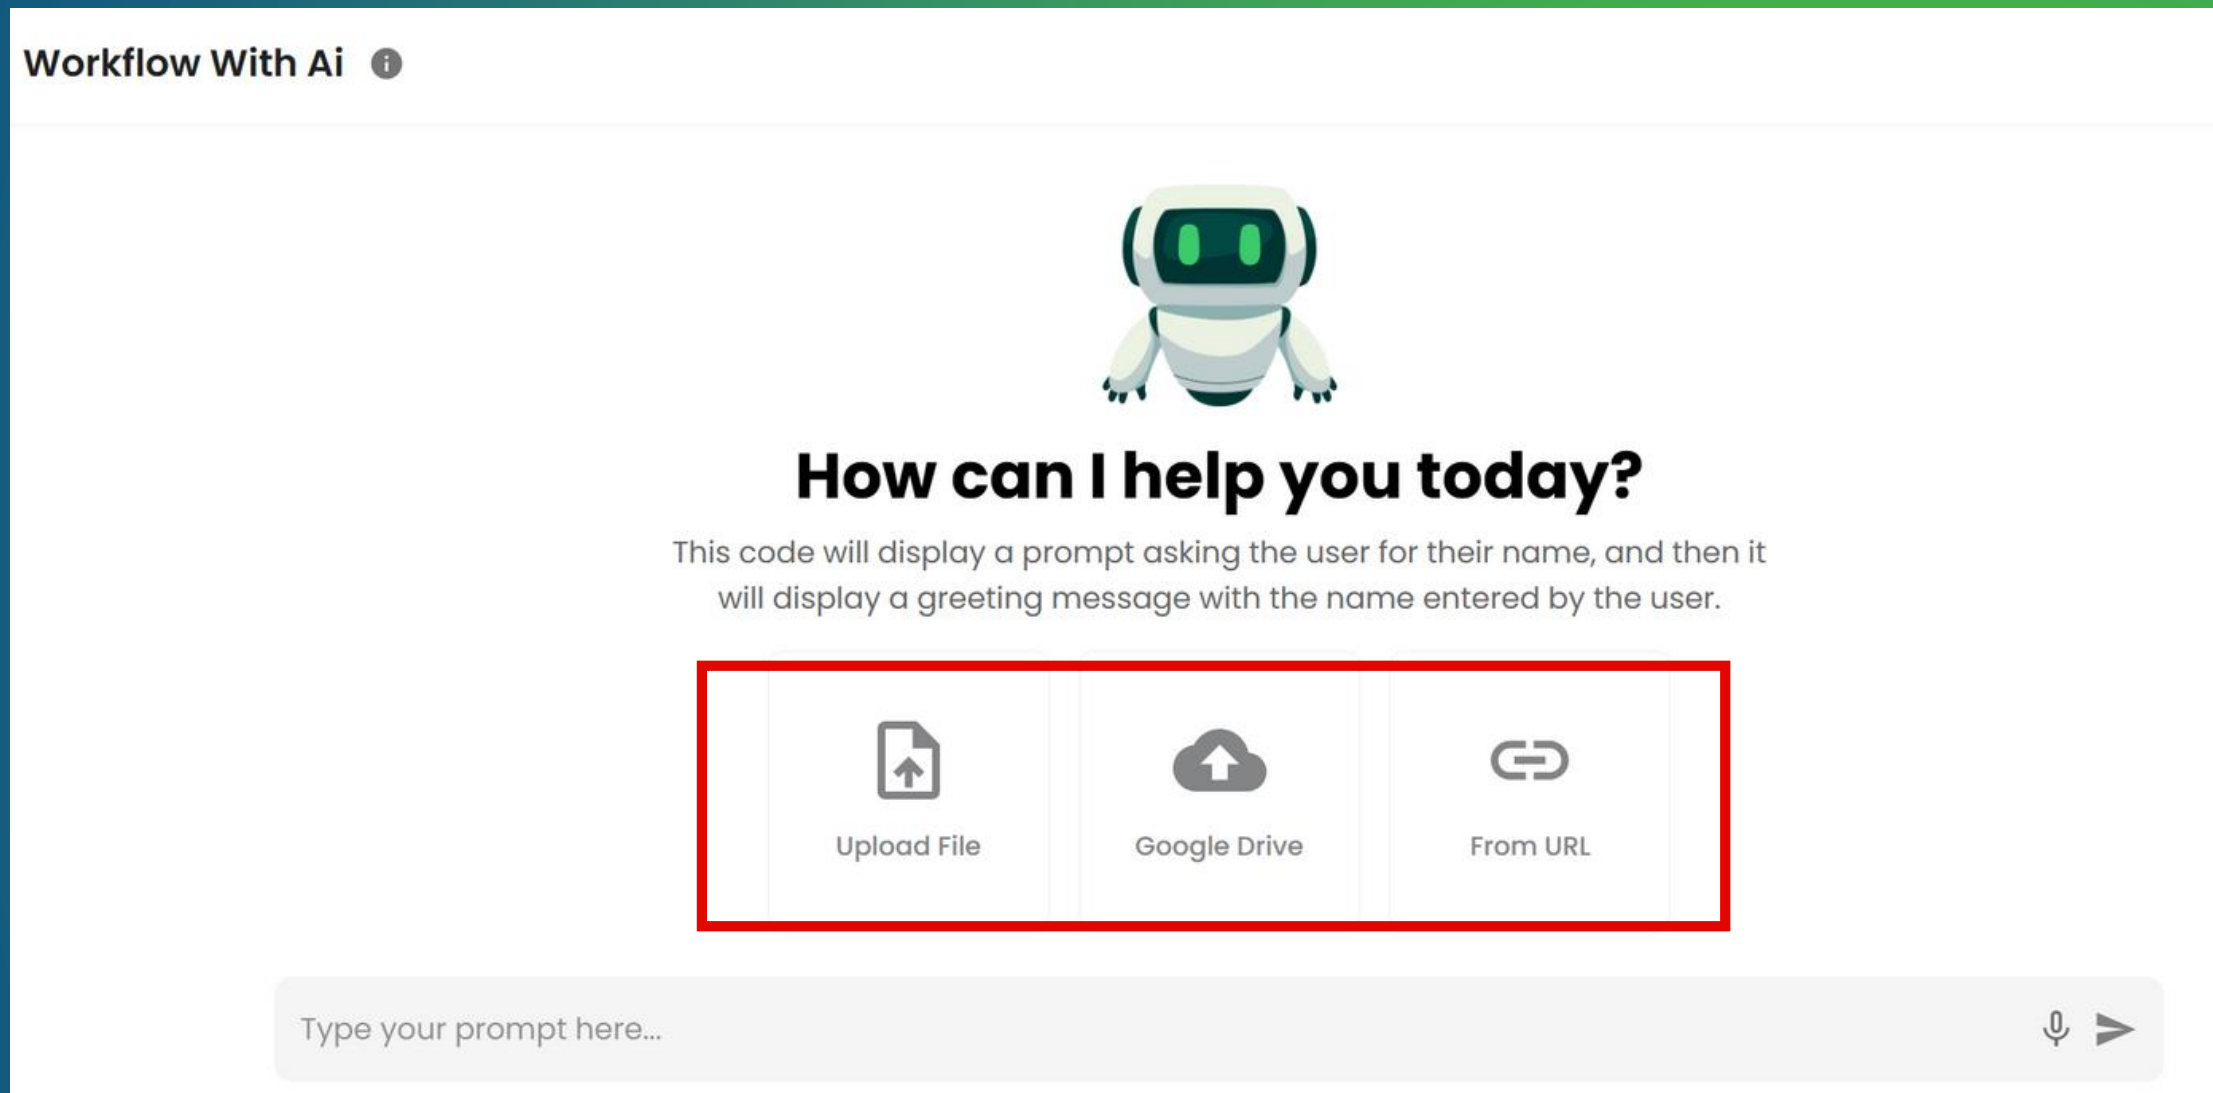 Workflow With Ai
How can I help you today?
This code will display a prompt asking the user for their name, and then it
will display a greeting message with the name entered by the user.
Upload File
Google Drive
From URL
Type your prompt here...